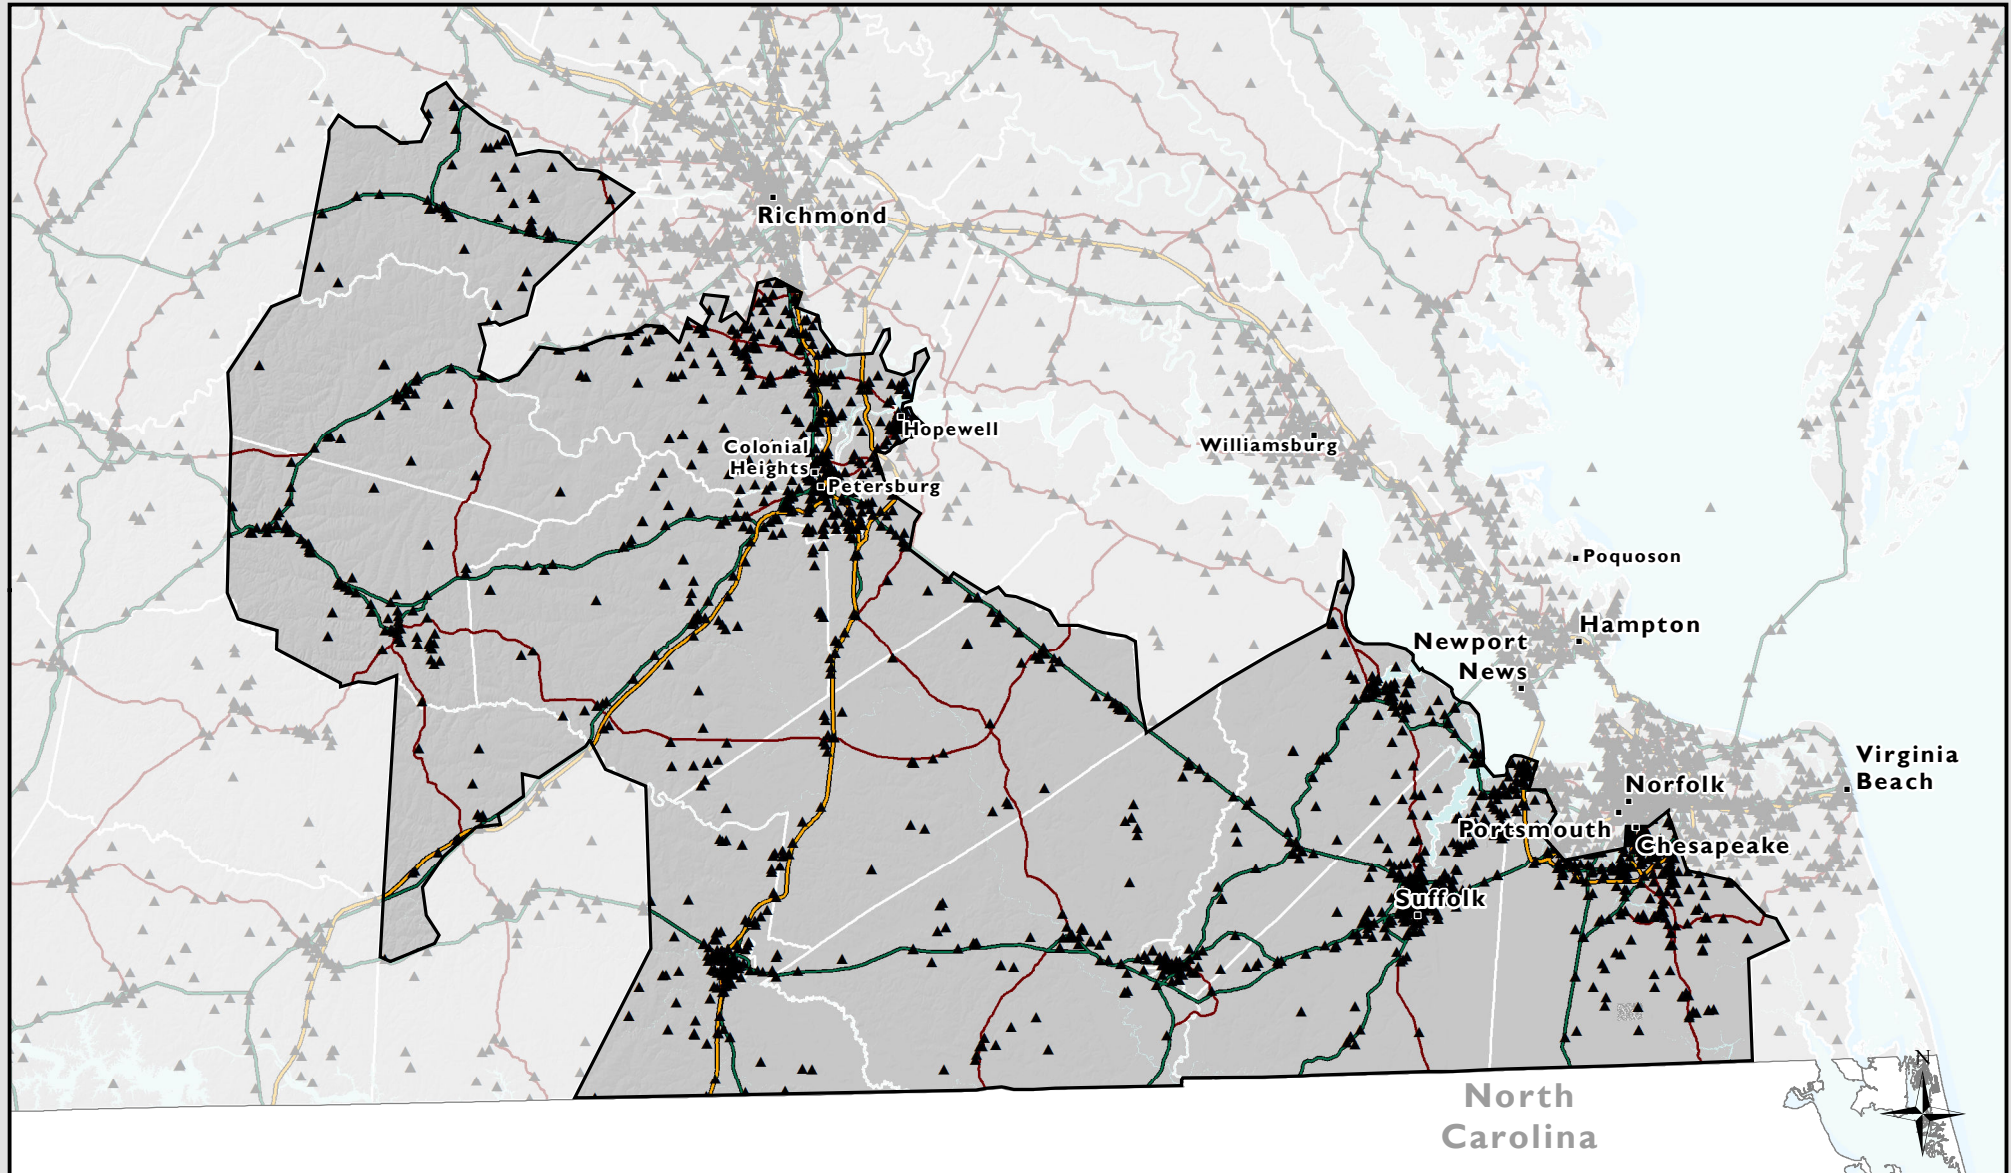 Richmond
Hopewell
Colonial
Heights
Petersburg
Williamsburg
Poquoson
Hampton
Newport
News
Virginia
Beach
Norfolk
Portsmouth
Chesapeake
Suffolk
N
North
Carolina